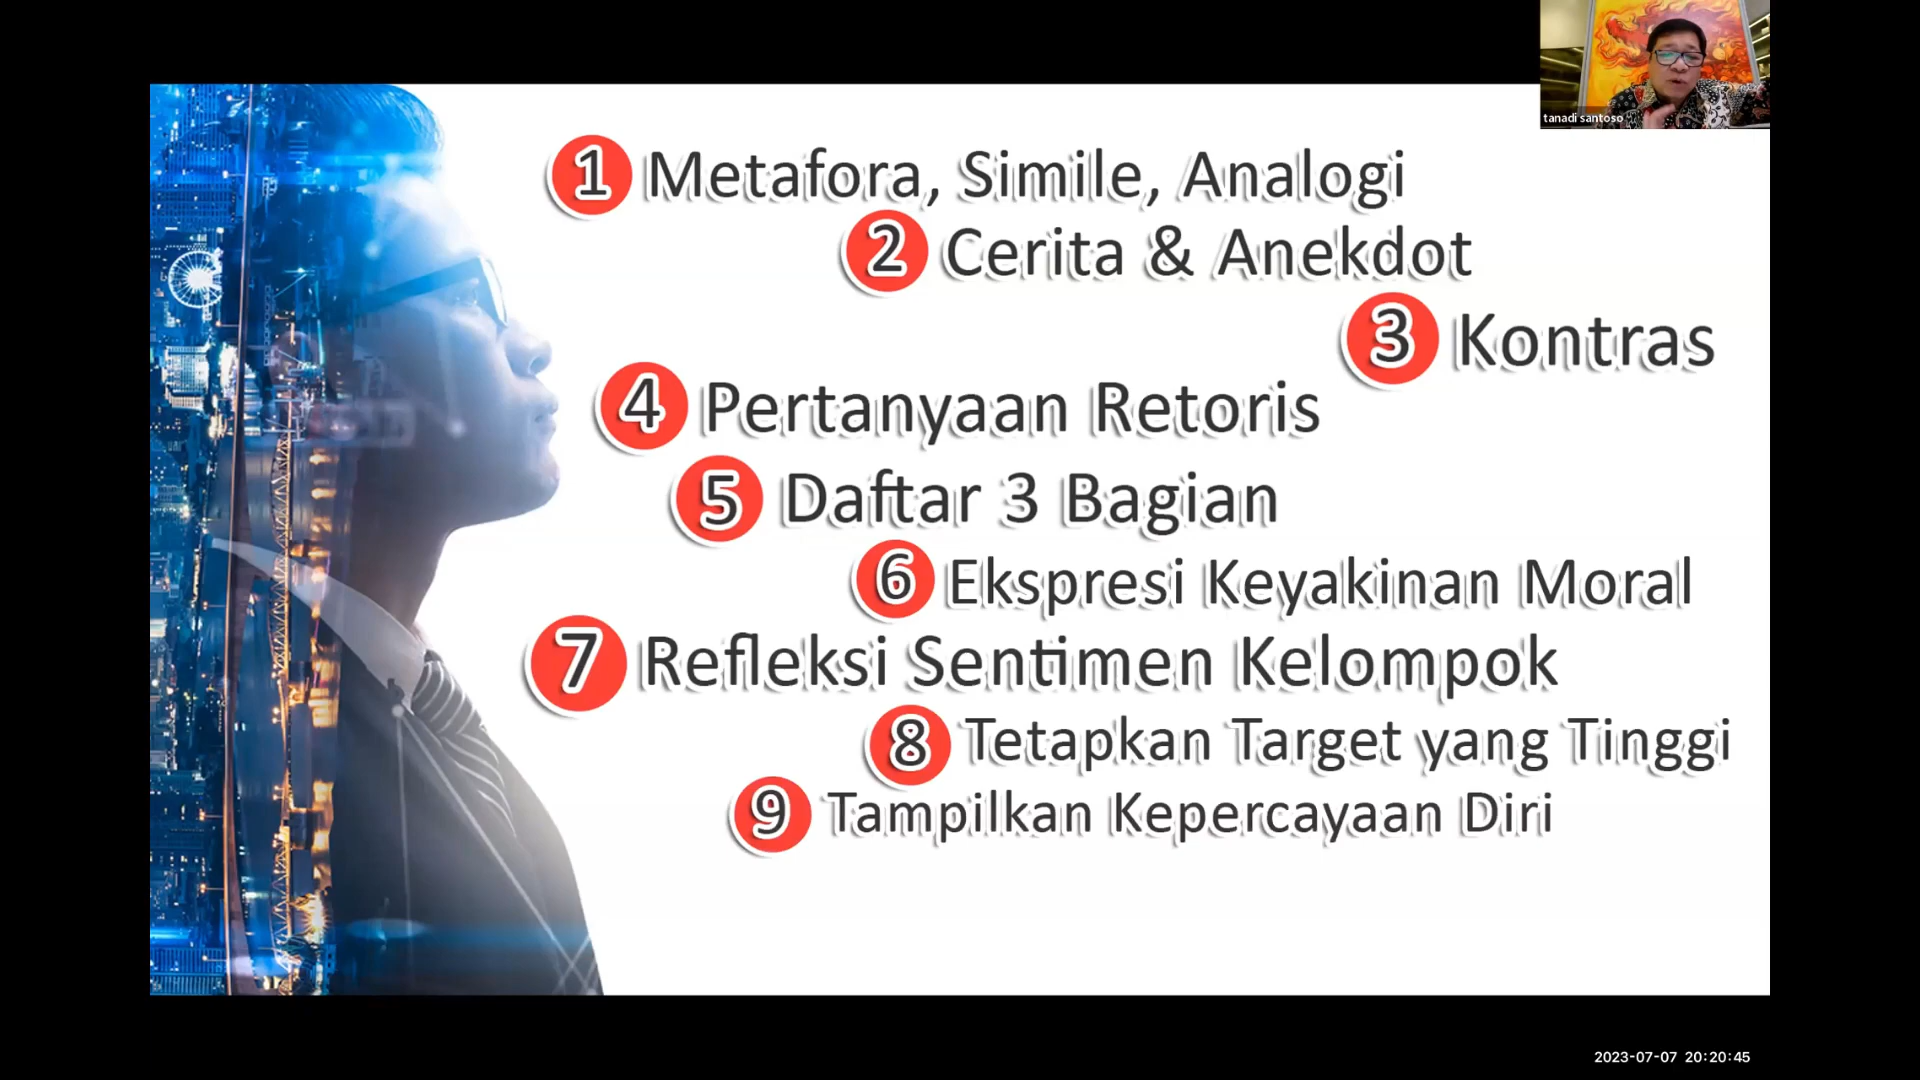 tanadi santoso
1 Metafora, Simile, Analogi
2 Cerita & Anekdot
3 Kontras
4 Pertanyaan Retoris
5 Daftar 3 Bagian
6 Ekspresi Keyakinan Moral
7 Refleksi Sentimen Kelompok
8 Tetapkan Target yang Tinggi
9 Tampilkan Kepercayaan Diri
2023-07-07 20:20:45